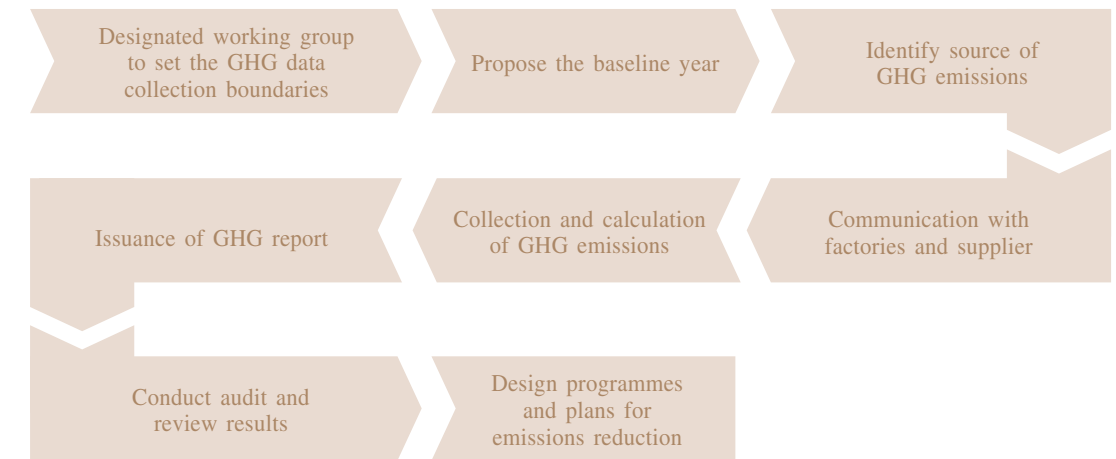 Designated working group
to set the GHG data
collection boundaries
Propose the baseline year
Identify source of
GHG emissions
Communication with
factories and supplier
Collection and calculation
of GHG emissions
Issuance of GHG report
Conduct audit and
review results
Design programmes
and plans for
emissions reduction